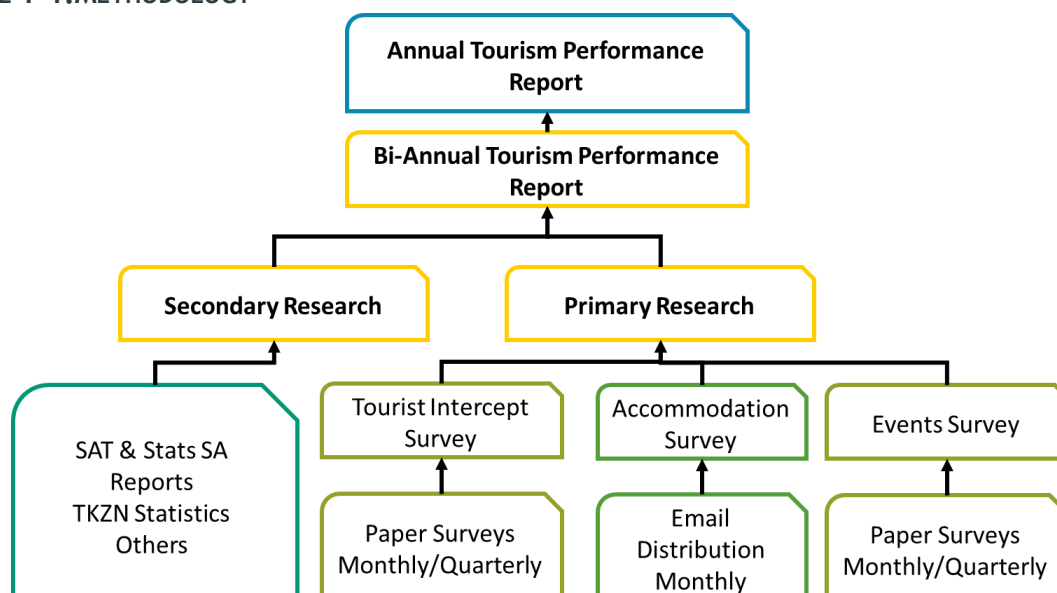 Annual Tourism Performance
Report
Bi-Annual Tourism Performance
Report
Secondary Research
Primary Research
SAT & Stats SA
Reports
TKZN Statistics
Others
Tourist Intercept
Survey
Accommodation
Survey
Events Survey
Paper Surveys
Monthly/Quarterly
Email
Distribution
Monthly
Paper Surveys
Monthly/Quarterly